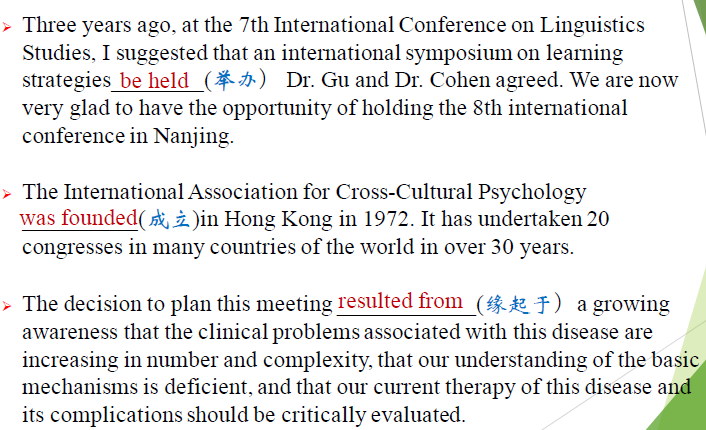 ➢ Three years ago, at the 7th International Conference on Linguistics
Studies, I suggested that an international symposium on learning
strategies be held (举办） Dr. Gu and Dr. Cohen agreed. We are now
very glad to have the opportunity of holding the 8th international
conference in Nanjing.
➢ The International Association for Cross-Cultural Psychology
was founded(成立)in Hong Kong in 1972. It has undertaken 20
congresses in many countries of the world in over 30 years.
➢ The decision to plan this meeting resulted from (缘起于） a growing
awareness that the clinical problems associated with this disease are
increasing in number and complexity, that our understanding of the basic
mechanisms is deficient, and that our current therapy of this disease and
its complications should be critically evaluated.